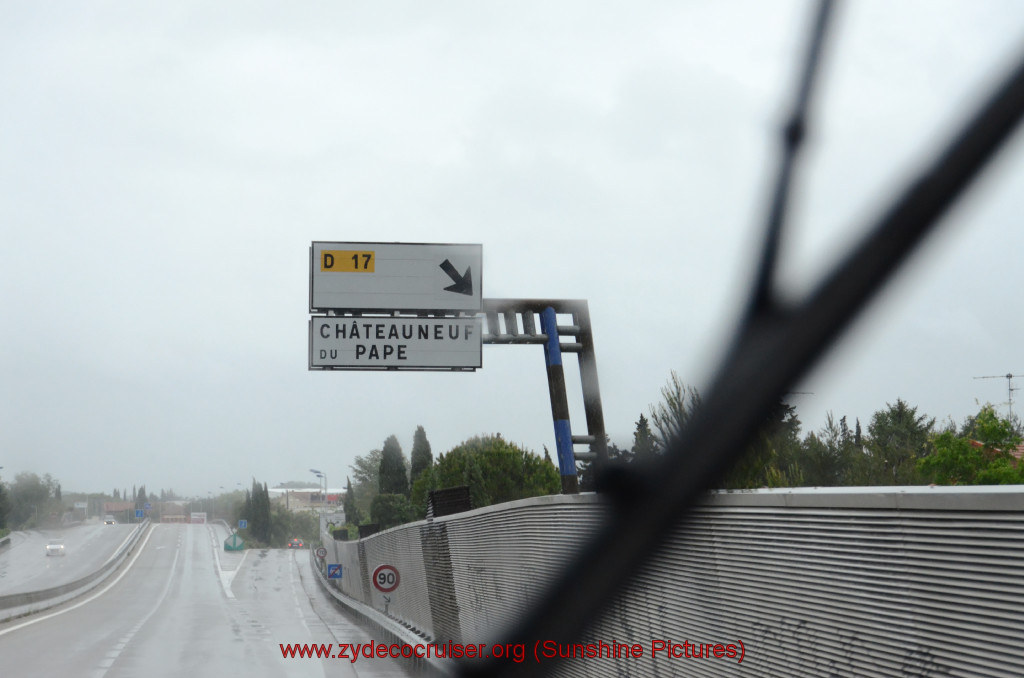 D 17
CHÂTEAUNEUF
DU PAPE
90
www.zydecocruiser.org (Sunshine Pictures)